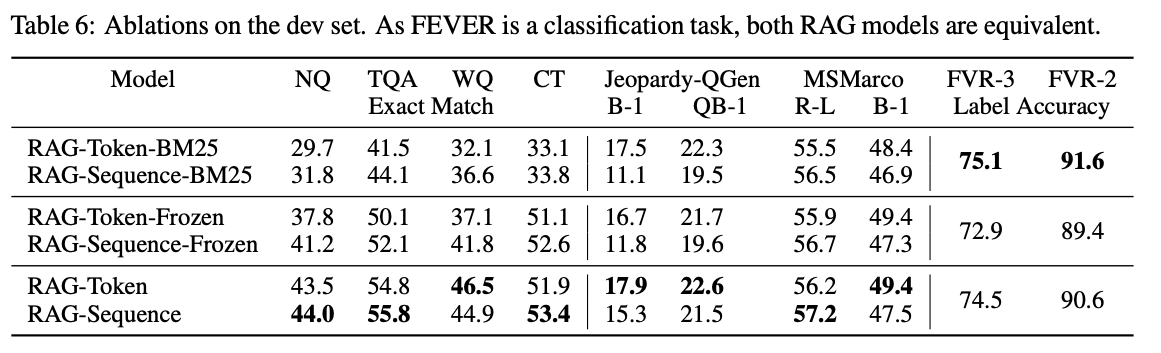 Table 6: Ablations on the dev set. As FEVER is a classification task, both RAG models are equivalent.
Model NQ TQA WQ CT Jeopardy-QGen MSMarco FVR-3 FVR-2
Exact Match B-1 QB-1 R-L B-1 Label Accuracy
RAG-Token-BM25 29.7 41.5 32.1 33.1 17.5 22.3 55.5 48.4 75.1 91.6
RAG-Sequence-BM25 31.8 44.1 36.6 33.8 11.1 19.5 56.5 46.9
RAG-Token-Frozen 37.8 50.1 37.1 51.1 16.7 21.7 55.9 49.4 72.9 89.4
RAG-Sequence-Frozen 41.2 52.1 41.8 52.6 11.8 19.6 56.7 47.3
RAG-Token 43.5 54.8 46.5 51.9 17.9 22.6 56.2 49.4 74.5 90.6
RAG-Sequence 44.0 55.8 44.9 53.4 15.3 21.5 57.2 47.5